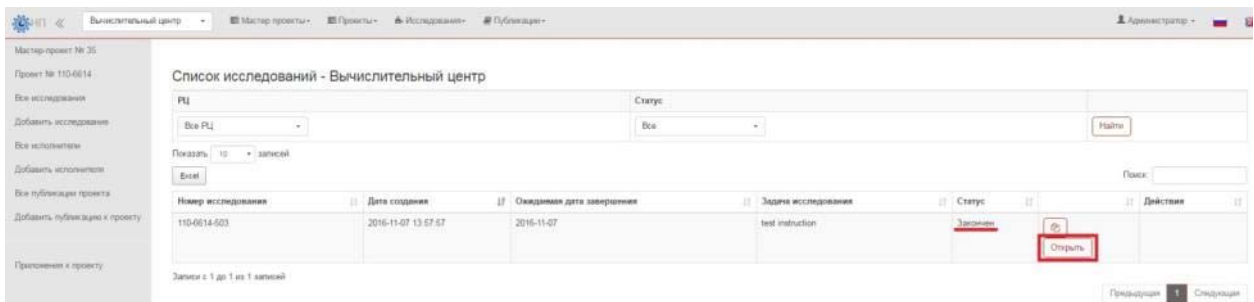 НП Вычислительный центр Мастер проекты Проекты Исследования Публикации Администратор
Мастер-проект № 35
Проект № 110-6614
Все исследования
Добавить исследование
Все исполнители
Добавить исполнителя
Все публикации проекта
Добавить публикацию к проекту
Приложения к проекту
Список исследований - Вычислительный центр
РЦ Статус
Все РЦ Все Найти
Показать 10 записей
Excel Поиск:
Номер исследования Дата создания Ожидаемая дата завершения Задача исследования Статус Действия
110-6614-503 2016-11-07 13:57:57 2016-11-07 test instruction Закончен
Открыть
Записи с 1 до 1 из 1 записей
Предыдущая 1 Следующая